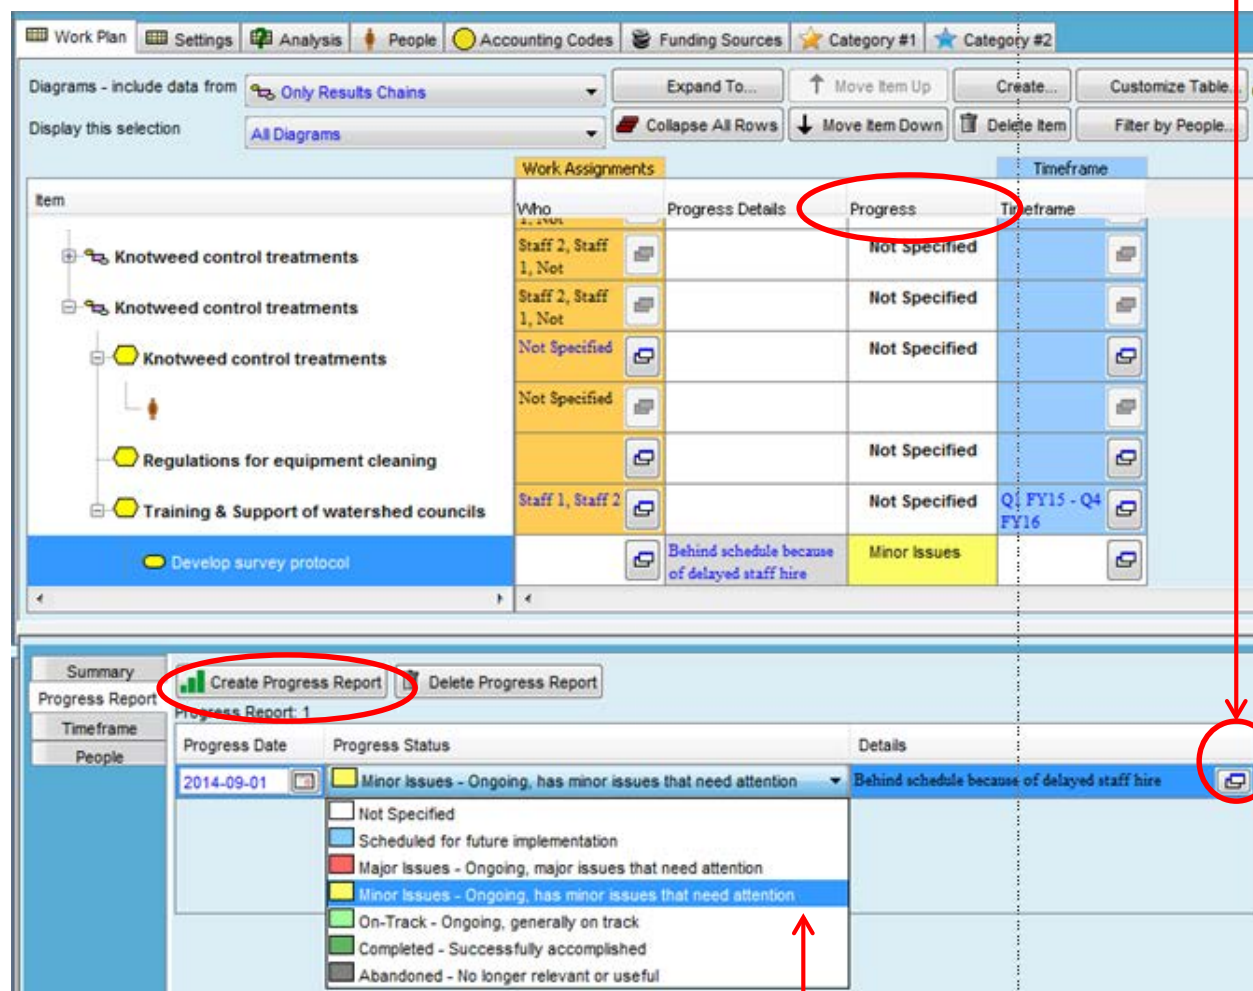 Work Plan Settings Analysis People Accounting Codes Funding Sources Category #1 Category #2
Diagrams - include data from Only Results Chains Expand To... Move Item Up Create... Customize Table...
Display this selection All Diagrams Collapse All Rows Move Item Down Delete Item Filter by People...
Work Assignments Timeframe
Item Who Progress Details Progress Timeframe
1, Not
Knotweed control treatments Staff 2, Staff Not Specified
1, Not
Knotweed control treatments Staff 2, Staff Not Specified
1, Not
Knotweed control treatments Not Specified Not Specified
Not Specified
Regulations for equipment cleaning Not Specified
Training & Support of watershed councils Staff 1, Staff 2 Not Specified Q1 FY15 - Q4
FY16
Develop survey protocol Behind schedule because Minor Issues
of delayed staff hire
Summary
Progress Report
Timeframe
People
Create Progress Report Delete Progress Report
Progress Report: 1
Progress Date Progress Status Details
2014-09-01 Minor Issues - Ongoing, has minor issues that need attention Behind schedule because of delayed staff hire
Not Specified
Scheduled for future implementation
Major Issues - Ongoing, major issues that need attention
Minor Issues - Ongoing, has minor issues that need attention
On-Track - Ongoing, generally on track
Completed - Successfully accomplished
Abandoned - No longer relevant or useful